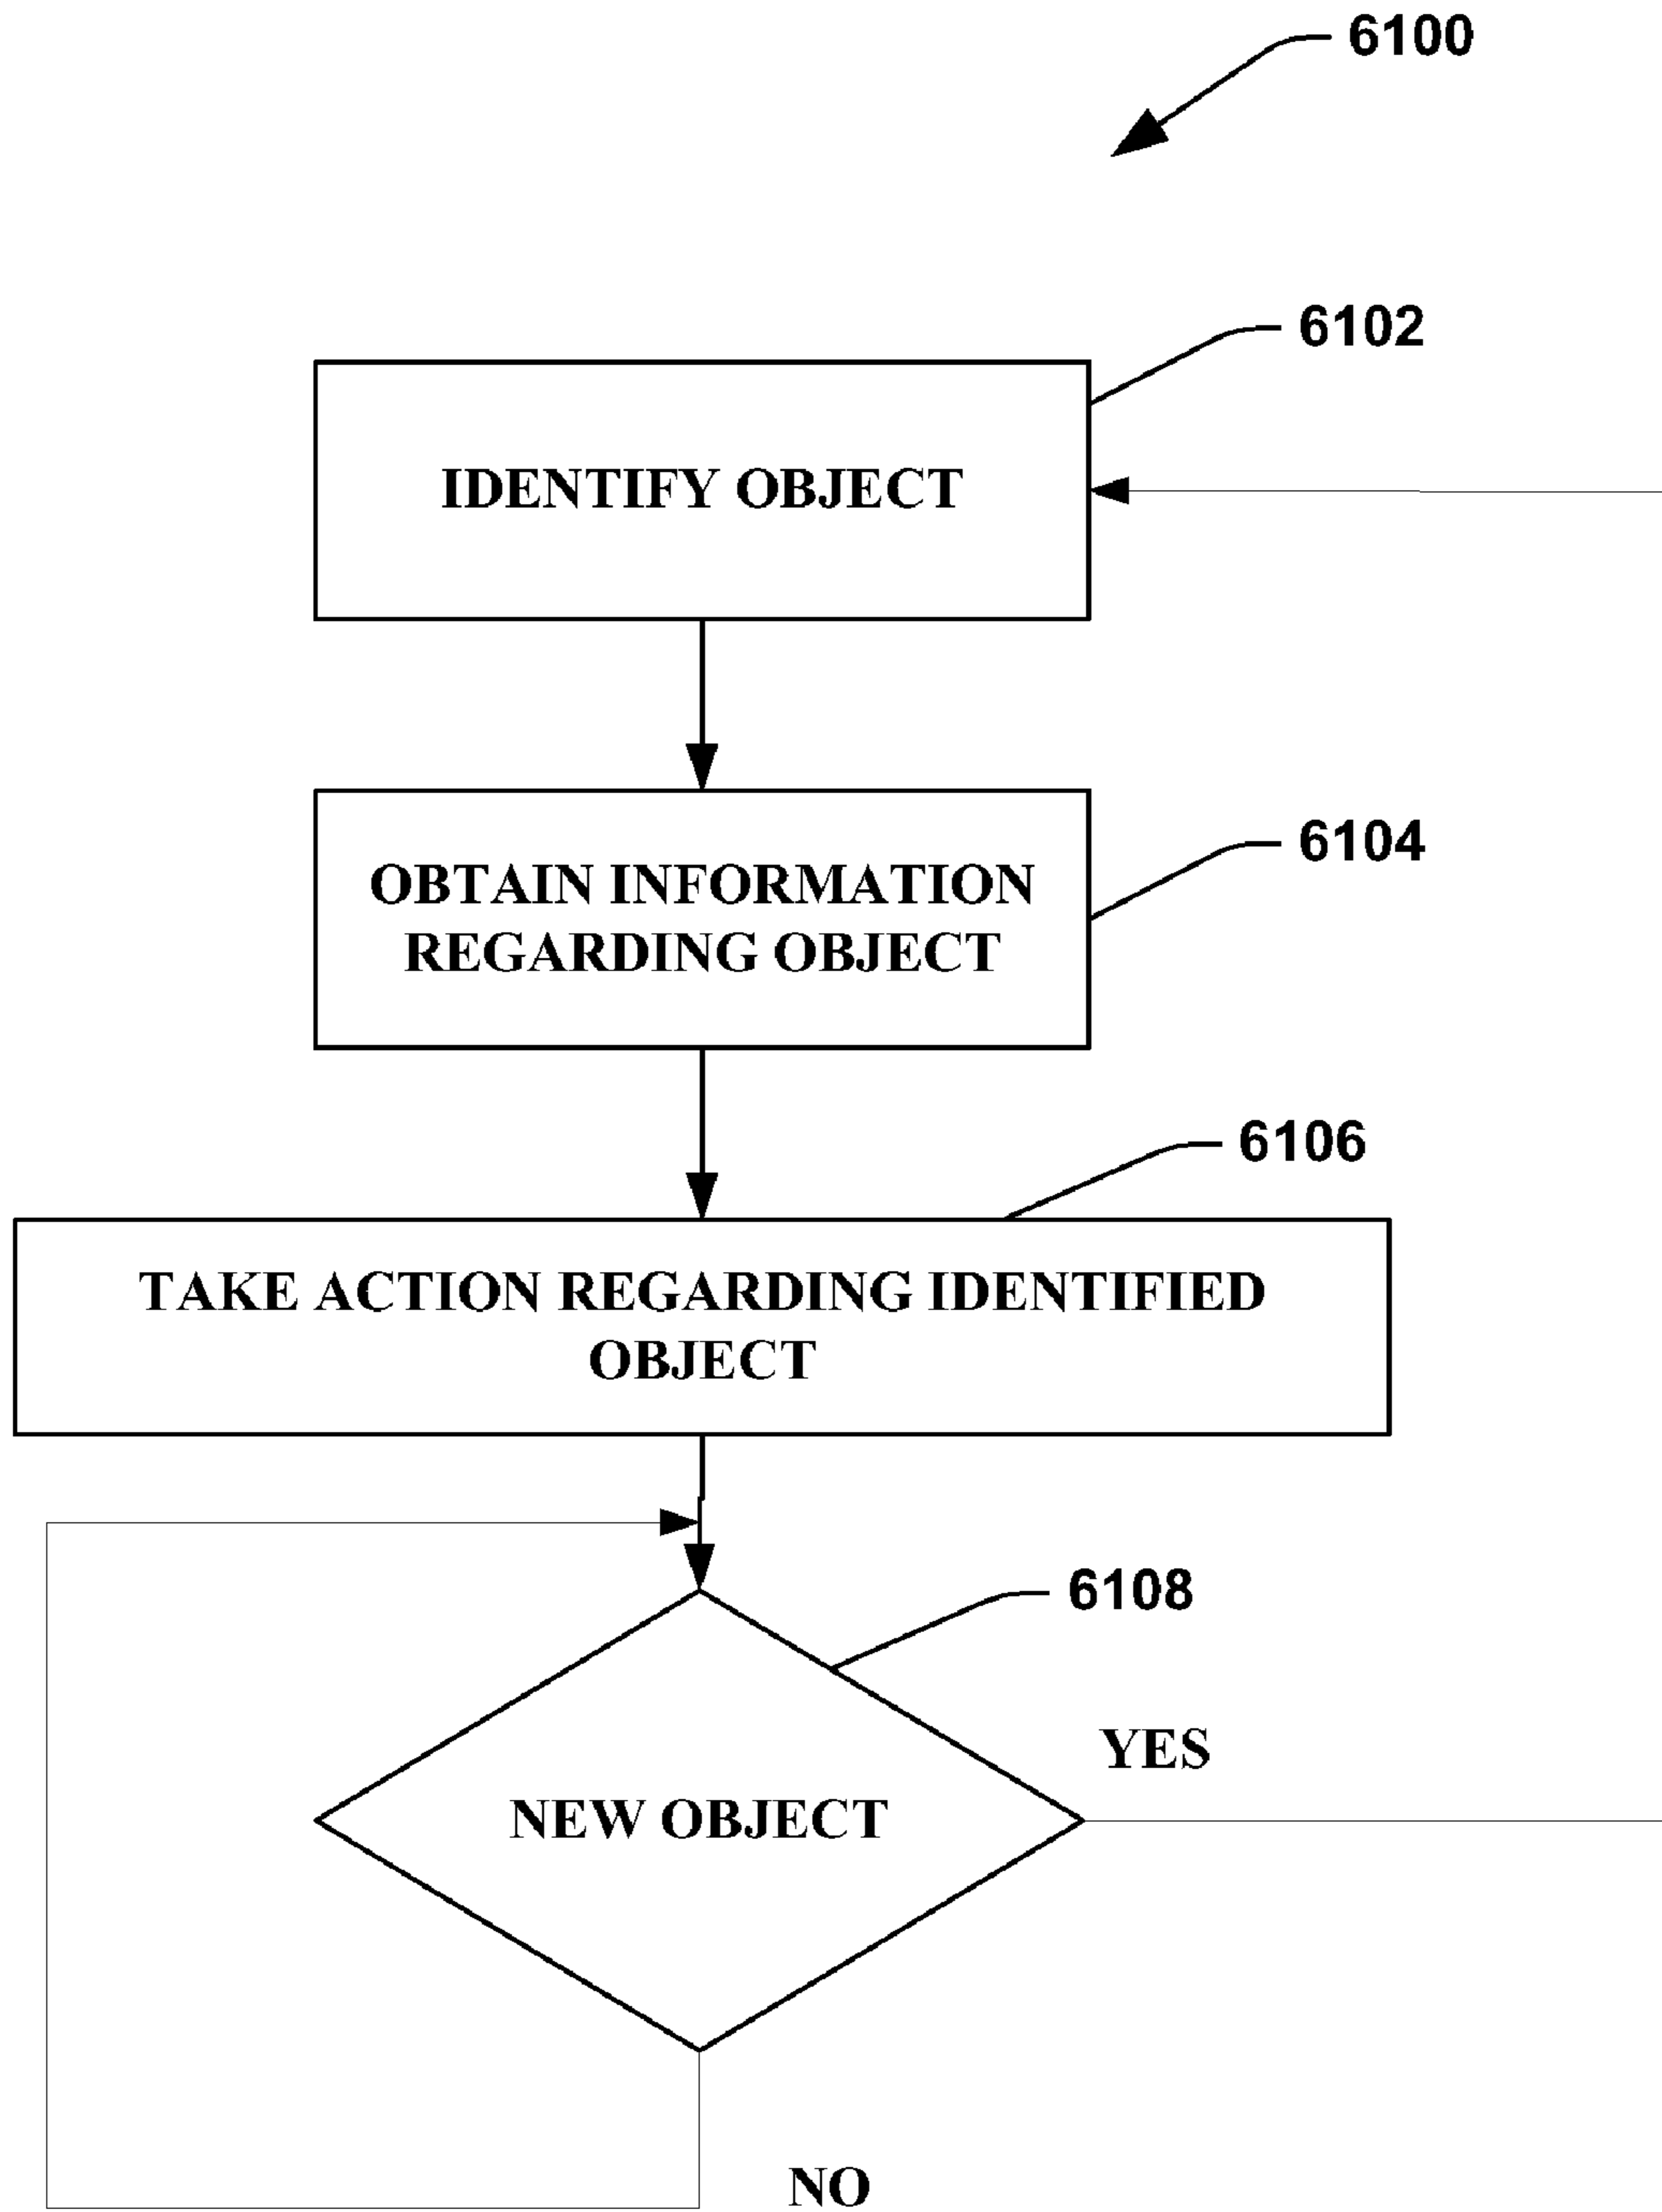 6100
6102
IDENTIFY OBJECT
6104
OBTAIN INFORMATION
REGARDING OBJECT
6106
TAKE ACTION REGARDING IDENTIFIED
OBJECT
6108
YES
NEW OBJECT
NO